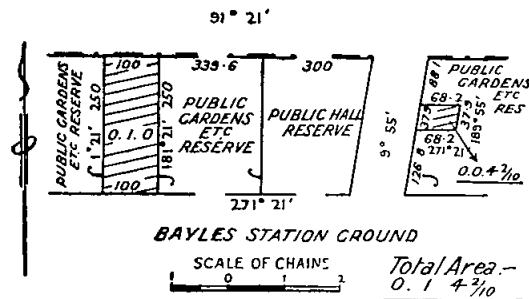 91° 21'
100
339.6
300
PUBLIC GARDENS
ETC RESERVE
1° 21'
250
0.1.0
250
181° 21'
100
PUBLIC
GARDENS
ETC
RESERVE
PUBLIC HALL
RESERVE
271° 21'
9° 55'
88.1
PUBLIC
GARDENS
ETC
RES
68.2
37.9
37.9
189° 55'
68.2
271° 21'
126.8
0.0.4 2/10
BAYLES STATION GROUND
SCALE OF CHAINS
1 0 1 2
Total Area:-
0. 1 4 2/10